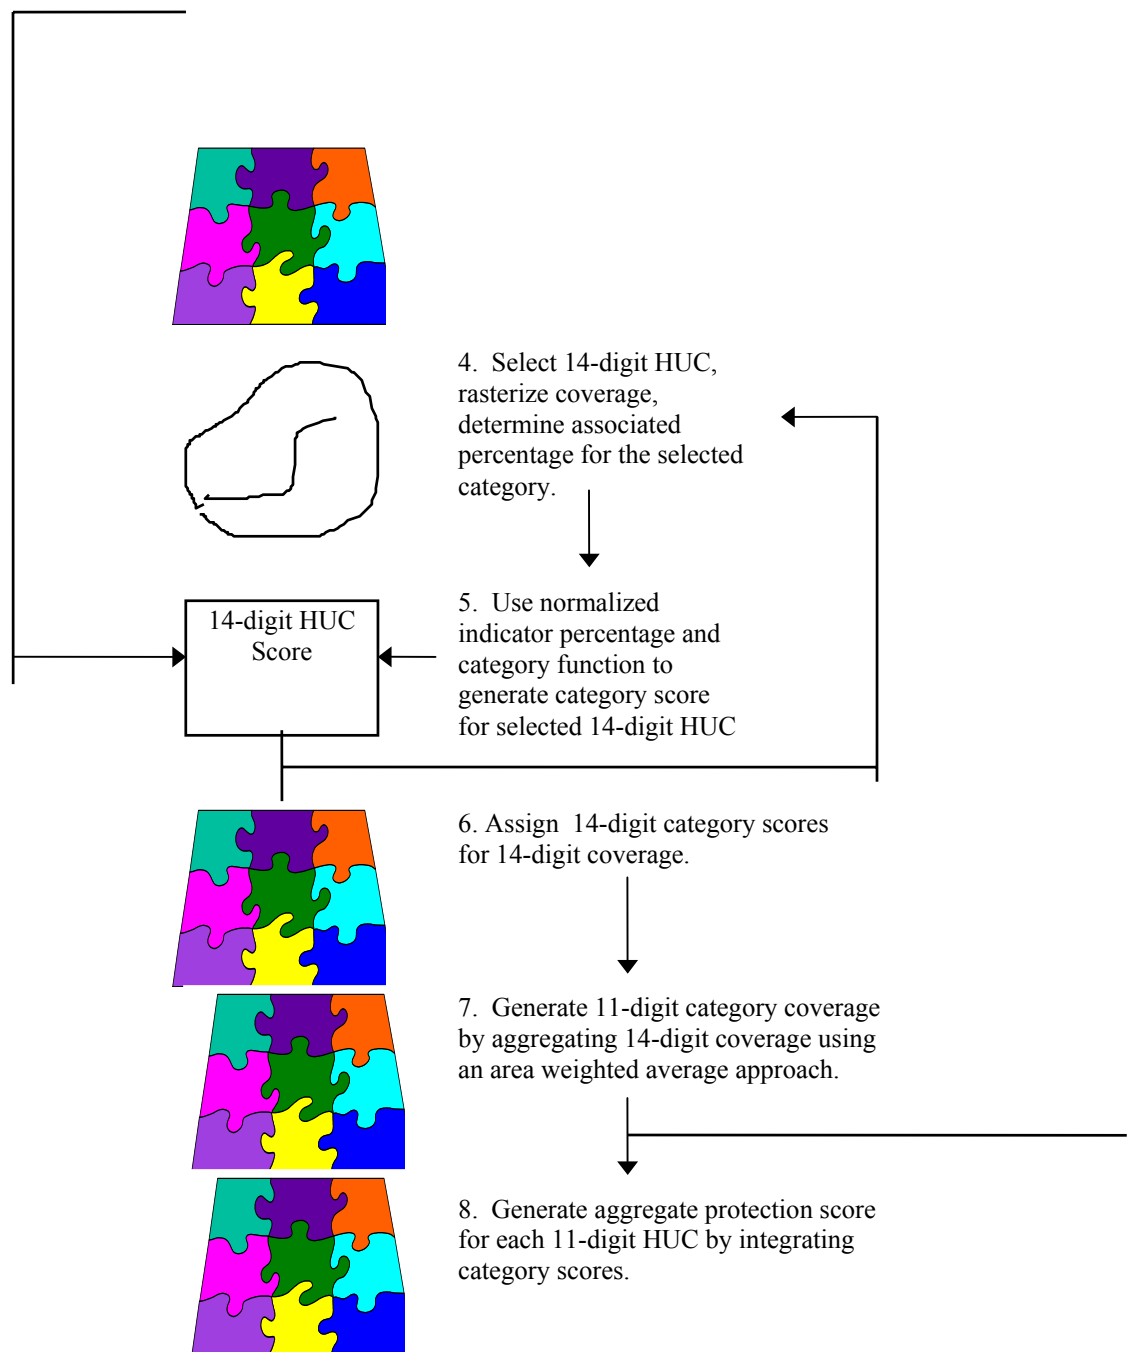 4.  Select 14-digit HUC,
rasterize coverage,
determine associated
percentage for the selected
category.
14-digit HUC
Score
5.  Use normalized
indicator percentage and
category function to
generate category score
for selected 14-digit HUC
6. Assign  14-digit category scores
for 14-digit coverage.
7.  Generate 11-digit category coverage
by aggregating 14-digit coverage using
an area weighted average approach.
8.  Generate aggregate protection score
for each 11-digit HUC by integrating
category scores.